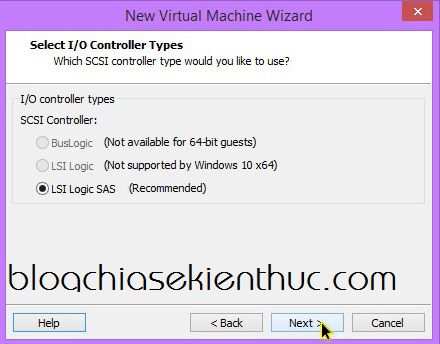 New Virtual Machine Wizard
Select I/O Controller Types
Which SCSI controller type would you like to use?
I/O controller types
SCSI Controller:
BusLogic (Not available for 64-bit guests)
LSI Logic (Not supported by Windows 10 x64)
LSI Logic SAS (Recommended)
blogchiasekienthuc.com
Help < Back Next > Cancel